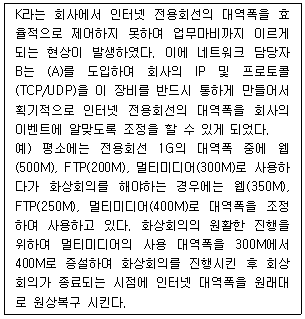 K라는 회사에서 인터넷 전용회선의 대역폭을 효
율적으로 제어하지 못하여 업무마비까지 이르게
되는 현상이 발생하였다. 이에 네트워크 담당자
B는 (A)를 도입하여 회사의 IP 및 프로토콜
(TCP/UDP)을 이 장비를 반드시 통하게 만들어서
획기적으로 인터넷 전용회선의 대역폭을 회사의
이벤트에 알맞도록 조정을 할 수 있게 되었다.
예) 평소에는 전용회선 1G의 대역폭 중에 웹
(500M), FTP(200M), 멀티미디어(300M)로 사용하
다가 화상회의를 해야하는 경우에는 웹(350M),
FTP(250M), 멀티미디어(400M)로 대역폭을 조정
하여 사용하고 있다. 화상회의의 원활한 진행을
위하여 멀티미디어의 사용 대역폭을 300M에서
400M로 증설하여 화상회의를 진행시킨 후 회상
회의가 종료되는 시점에 인터넷 대역폭을 원래대
로 원상복구 시킨다.